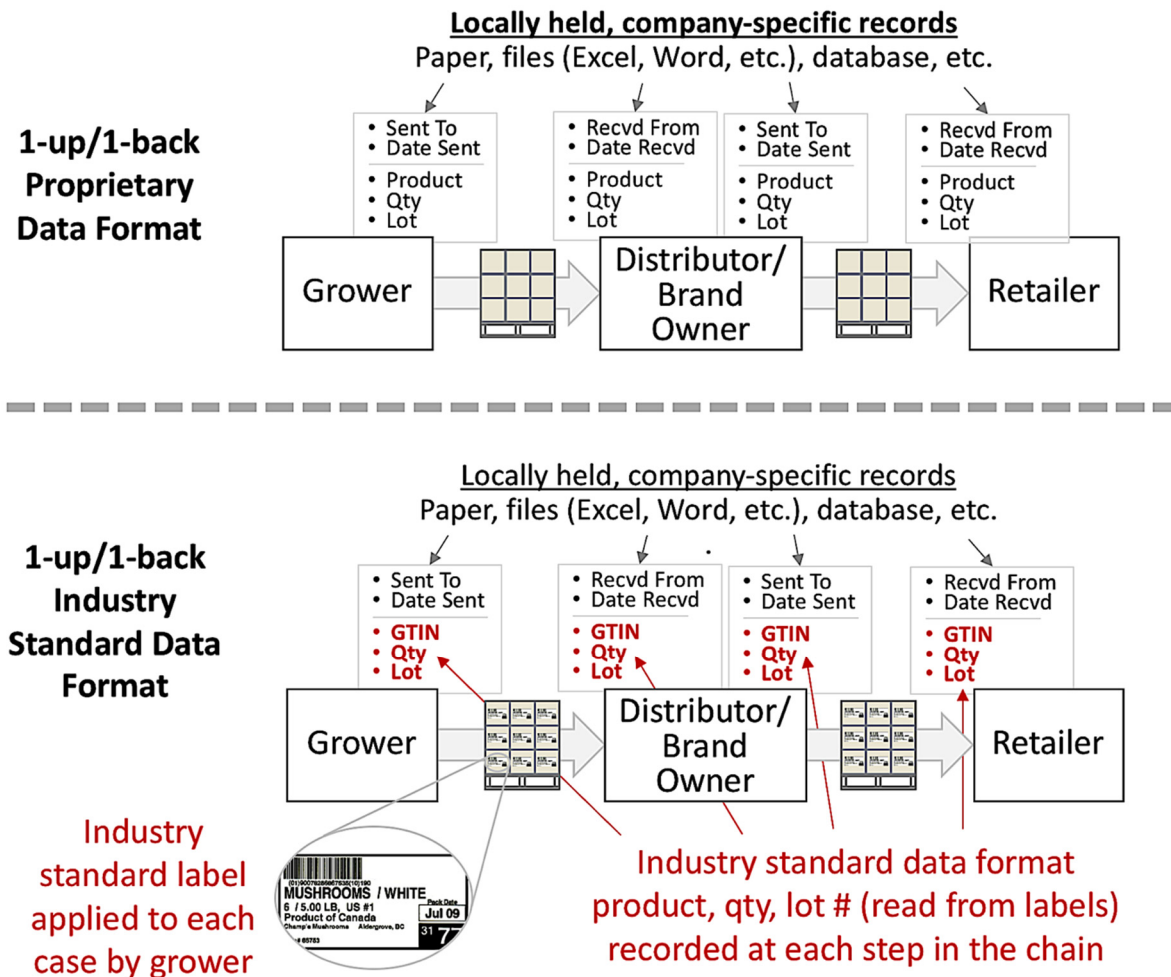 Locally held, company-specific records
Paper, files (Excel, Word, etc.), database, etc.
1-up/1-back
Proprietary
Data Format
• Sent To
• Date Sent
• Product
• Qty
• Lot
• Recvd From
• Date Recvd
• Product
• Qty
• Lot
• Sent To
• Date Sent
• Product
• Qty
• Lot
• Recvd From
• Date Recvd
• Product
• Qty
• Lot
Grower
Distributor/
Brand
Owner
Retailer
Locally held, company-specific records
Paper, files (Excel, Word, etc.), database, etc.
1-up/1-back
Industry
Standard Data
Format
• Sent To
• Date Sent
• GTIN
• Qty
• Lot
• Recvd From
• Date Recvd
• GTIN
• Qty
• Lot
• Sent To
• Date Sent
• GTIN
• Qty
• Lot
• Recvd From
• Date Recvd
• GTIN
• Qty
• Lot
Grower
Distributor/
Brand
Owner
Retailer
Industry
standard label
applied to each
case by grower
MUSHROOMS / WHITE
6 / 5.00 LB, US #1
Product of Canada
Champ's Mushrooms Aldergrove, BC
# 65763
Pack Date
Jul 09
31 77
Industry standard data format
product, qty, lot # (read from labels)
recorded at each step in the chain